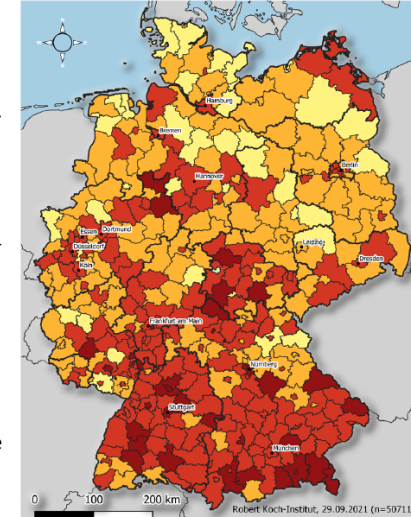 Hamburg
Bremen
Berlin
Hannover
Essen
Dortmund
Düsseldorf
Leipzig
Köln
Dresden
Frankfurt am Main
Nürnberg
Stuttgart
München
0 100 200 km
Robert Koch-Institut, 29.09.2021 (n=50711